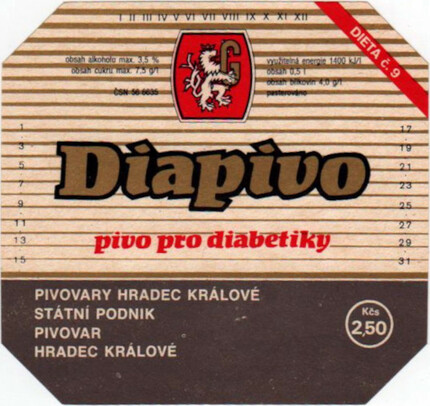 I II III IV V VI VII VIII IX X XI XII
DIETA č. 9
obsah alkoholu max. 3,5 %
obsah cukrů max. 7,5 g/l
ČSN 56 6635
G
využitelná energie 1400 kJ/l
obsah 0,5 l
obsah bílkovin 4,0 g/l
pasterováno
1
3
5
7
9
11
13
15
17
19
21
23
25
27
29
31
Diapivo
pivo pro diabetiky
PIVOVARY HRADEC KRÁLOVÉ
STÁTNÍ PODNIK
PIVOVAR
HRADEC KRÁLOVÉ
Kčs
2,50